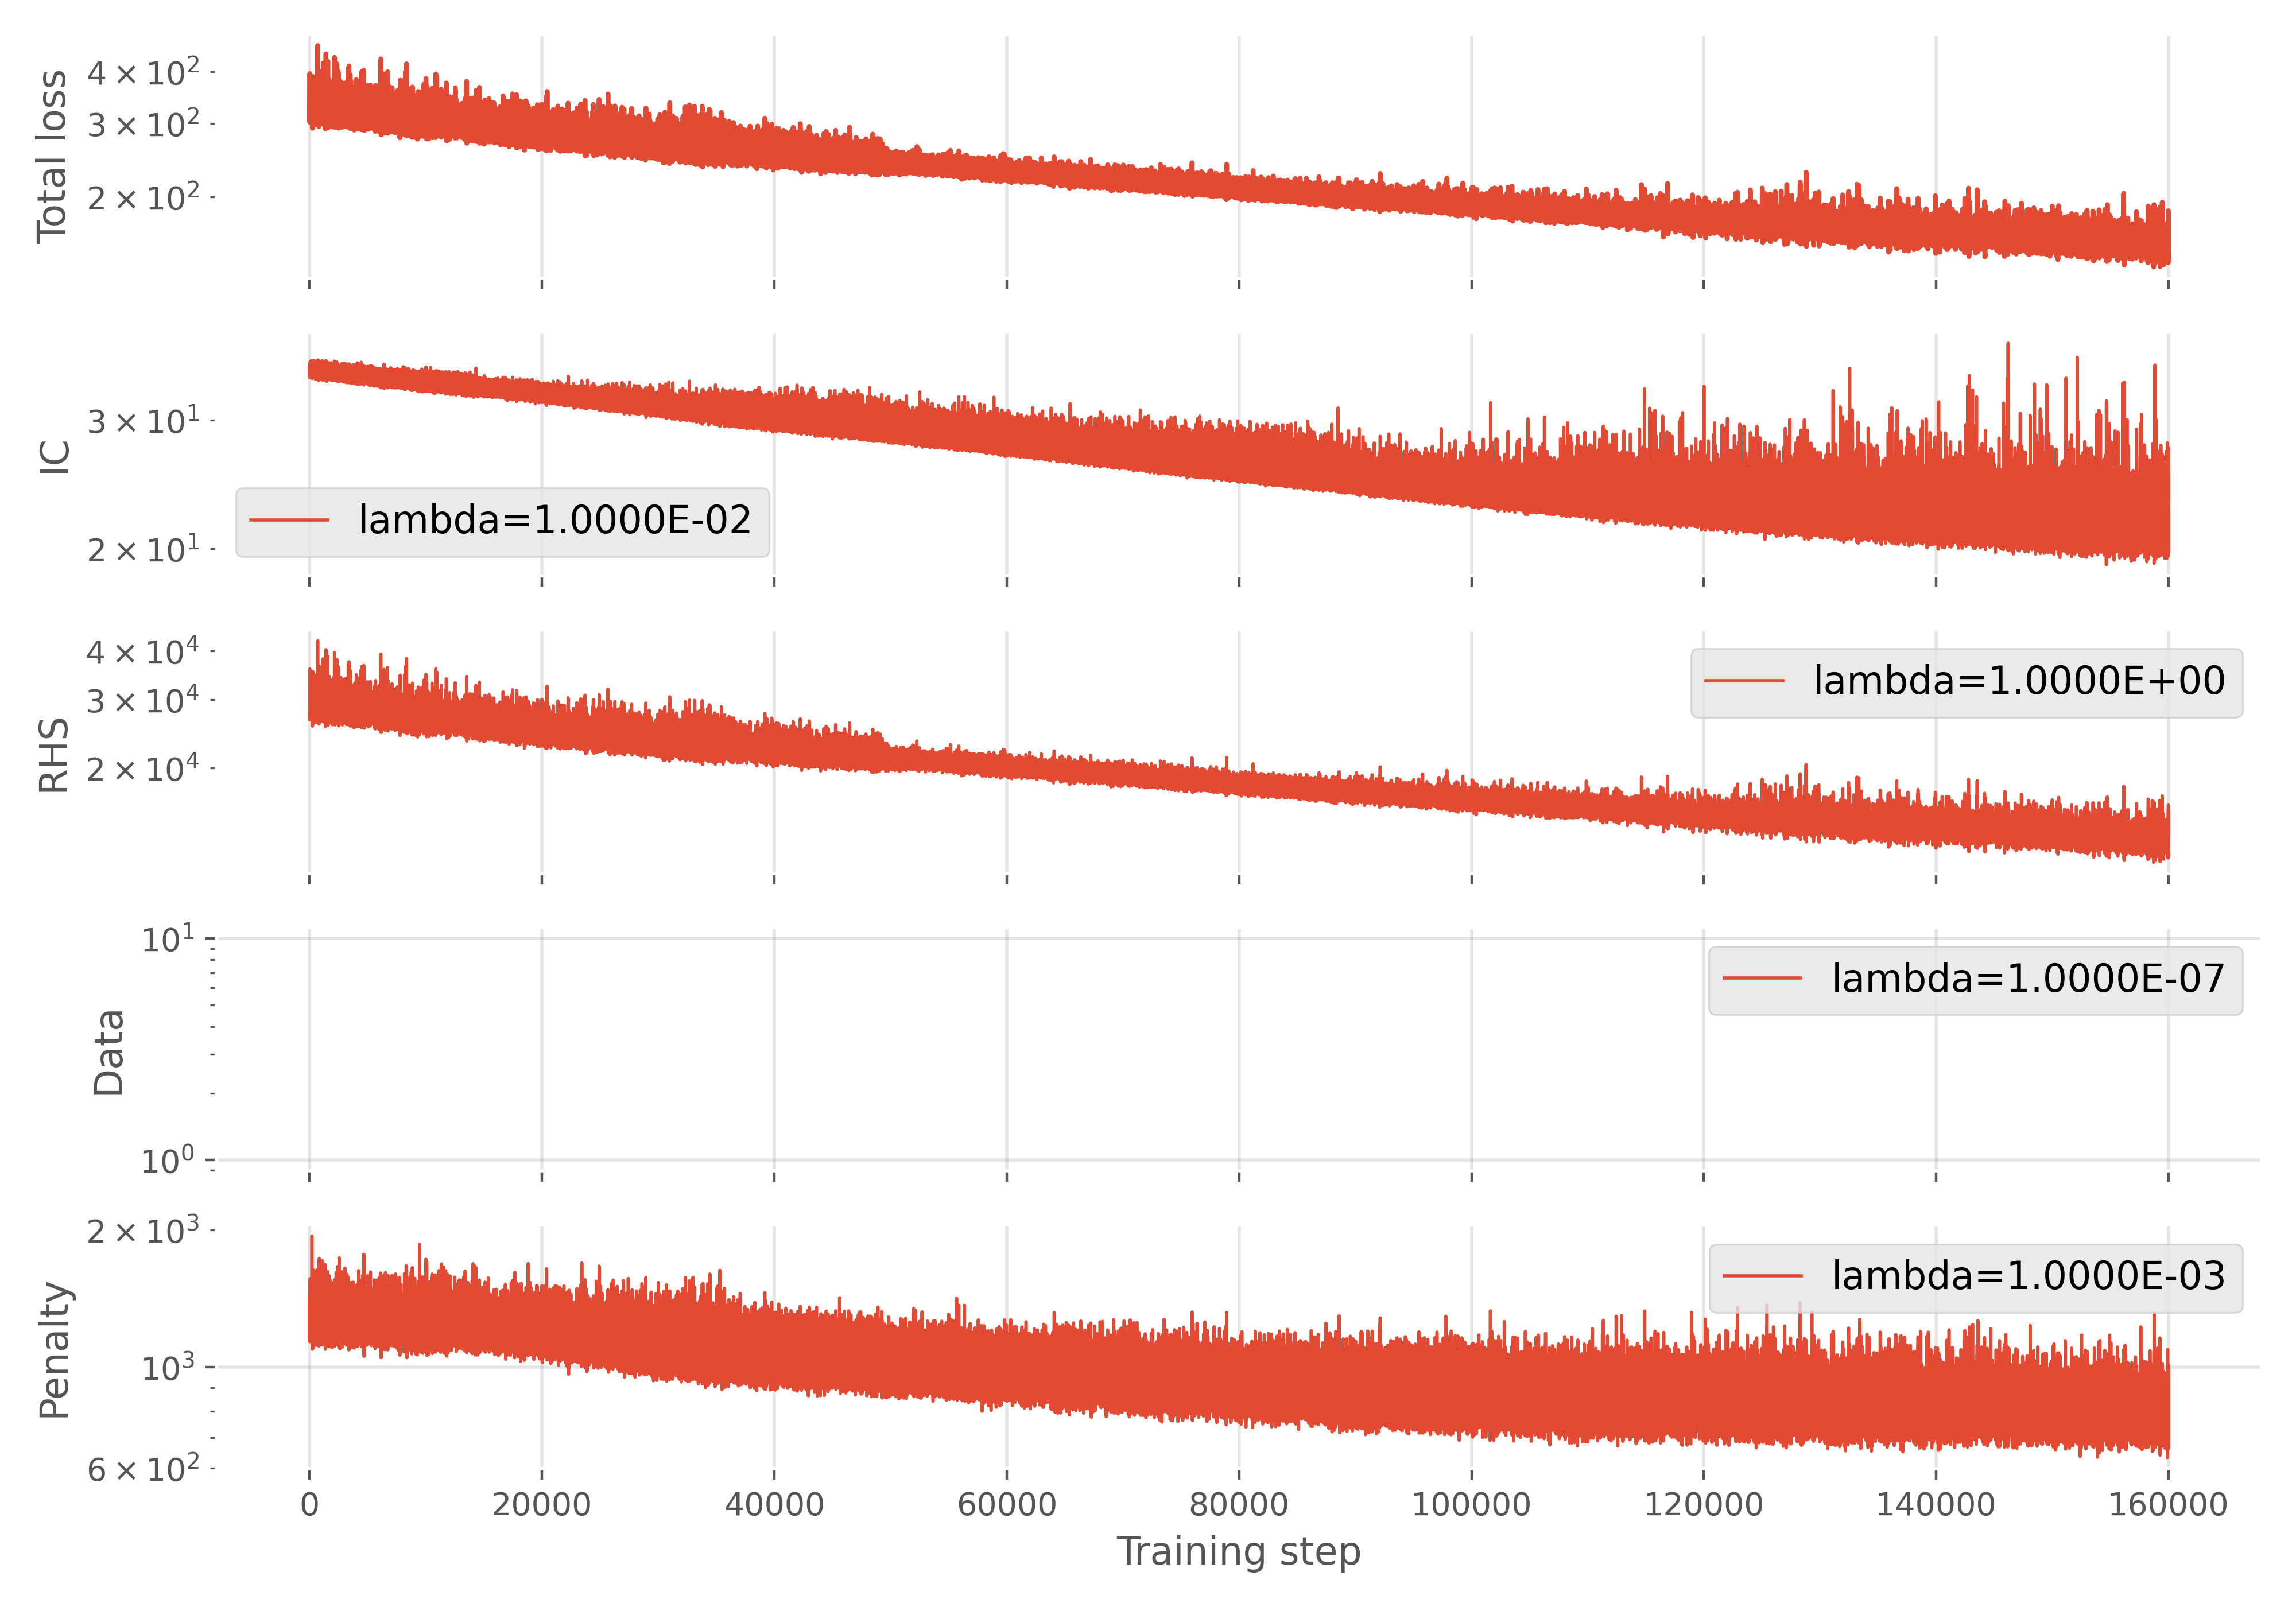 Total loss
4 × 10²
3 × 10²
2 × 10²
IC
3 × 10¹
2 × 10¹
lambda=1.0000E-02
RHS
4 × 10⁴
3 × 10⁴
2 × 10⁴
lambda=1.0000E+00
Data
10¹
10⁰
lambda=1.0000E-07
Penalty
2 × 10³
10³
6 × 10²
lambda=1.0000E-03
0 20000 40000 60000 80000 100000 120000 140000 160000
Training step